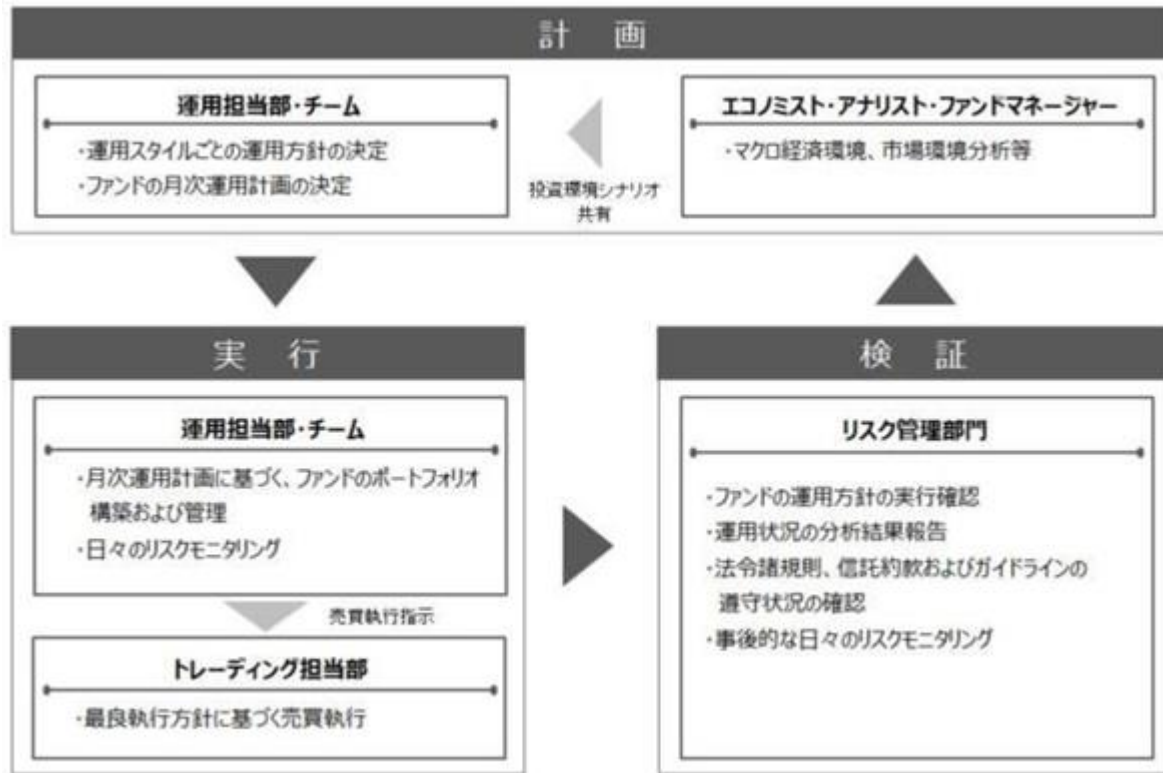 計 画
運用担当部・チーム
・運用スタイルごとの運用方針の決定
・ファンドの月次運用計画の決定
投資環境シナリオ
共有
エコノミスト・アナリスト・ファンドマネージャー
・マクロ経済環境、市場環境分析等
実 行
運用担当部・チーム
・月次運用計画に基づく、ファンドのポートフォリオ
構築および管理
・日々のリスクモニタリング
売買執行指示
トレーディング担当部
・最良執行方針に基づく売買執行
検 証
リスク管理部門
・ファンドの運用方針の実行確認
・運用状況の分析結果報告
・法令諸規則、信託約款およびガイドラインの
遵守状況の確認
・事後的な日々のリスクモニタリング